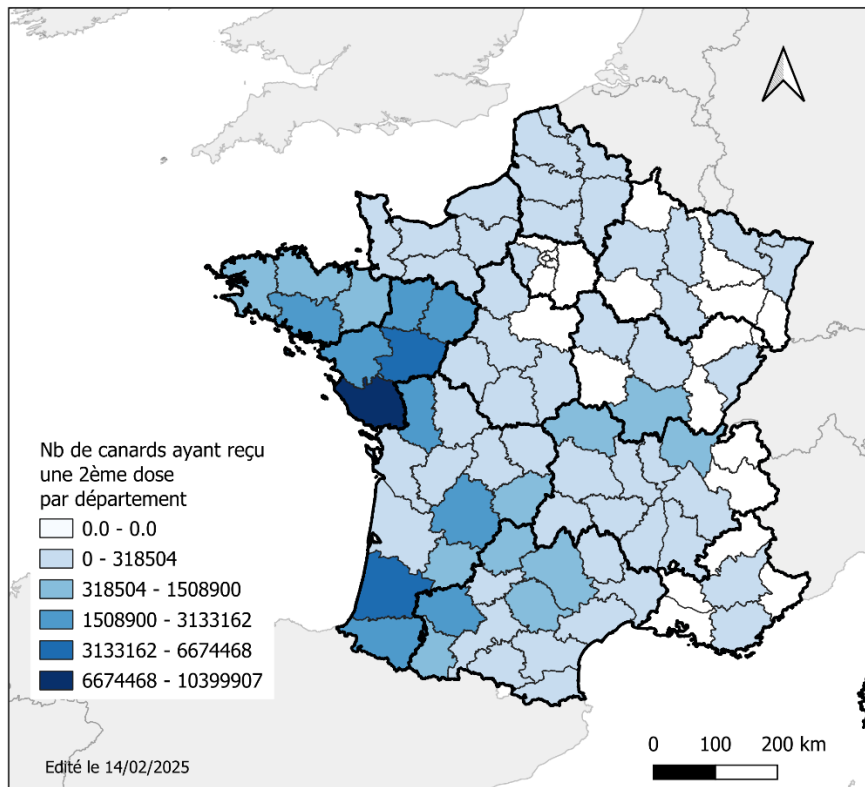 Nb de canards ayant reçu
une 2ème dose
par département
0.0 - 0.0
0 - 318504
318504 - 1508900
1508900 - 3133162
3133162 - 6674468
6674468 - 10399907
Edité le 14/02/2025
0 100 200 km